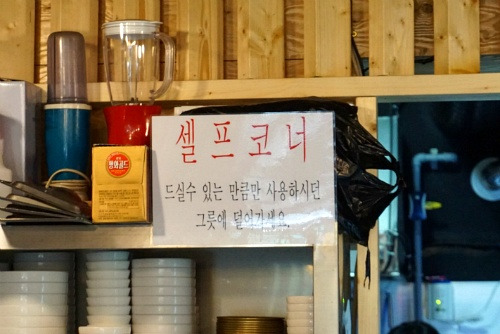 셀프코너
드실수 있는 만큼만 사용하시던
그릇에 덜어가세요.